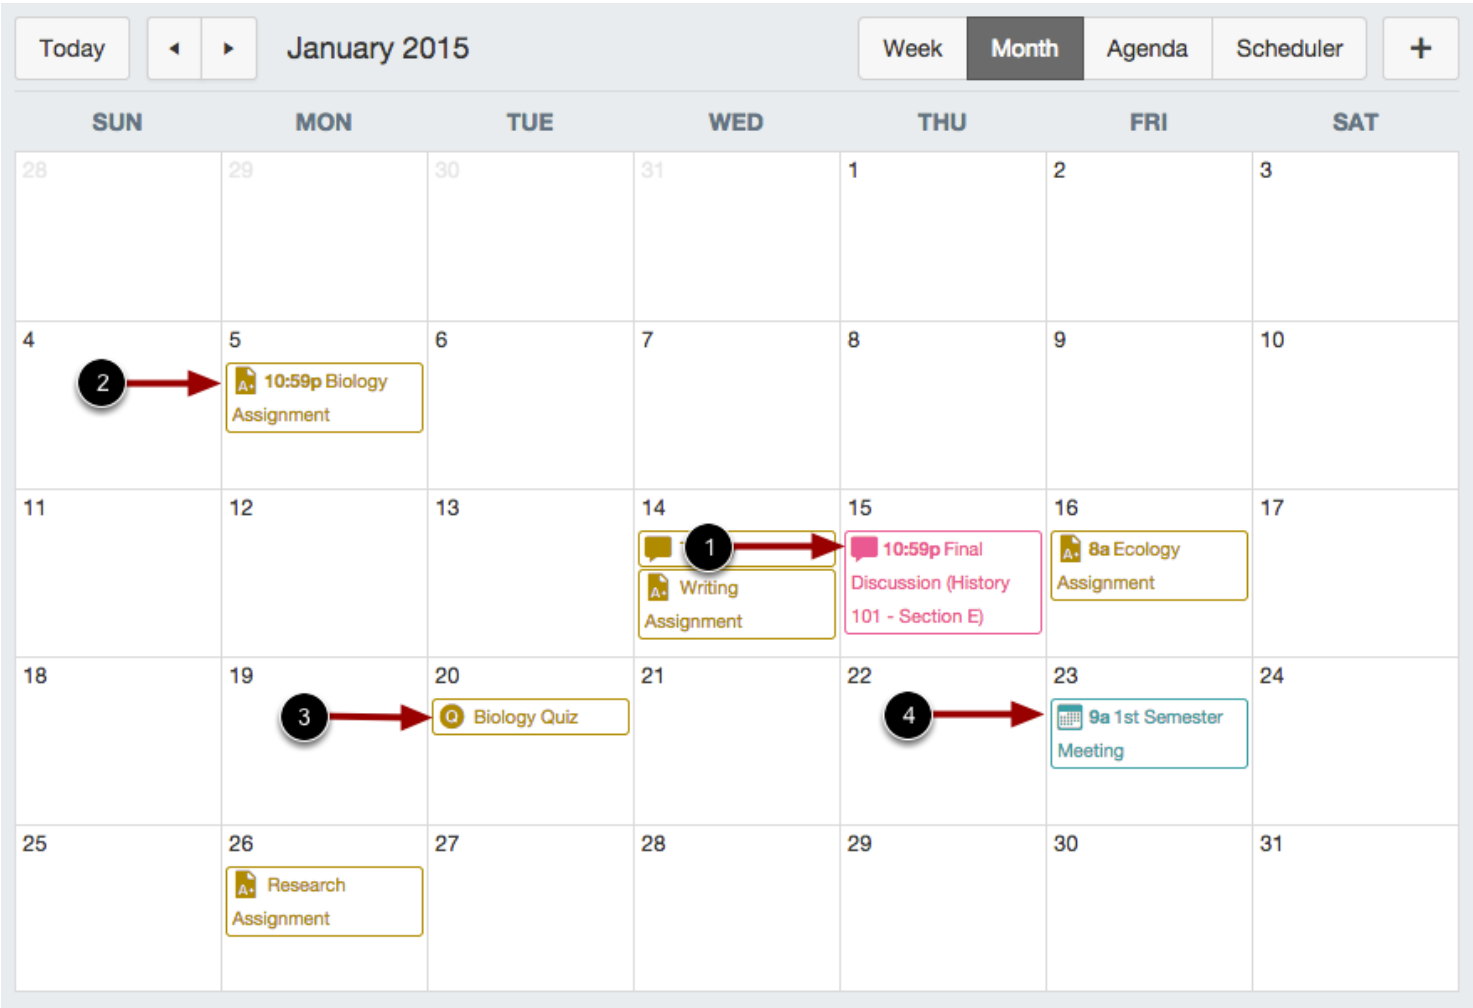 Today January 2015 Week Month Agenda Scheduler +
SUN MON TUE WED THU FRI SAT
28 29 30 31 1 2 3
4 5 6 7 8 9 10
2
10:59p Biology
Assignment
11 12 13 14 15 16 17
1
Writing
Assignment
10:59p Final
Discussion (History
101 - Section E)
8a Ecology
Assignment
18 19 20 21 22 23 24
3
Biology Quiz
4
9a 1st Semester
Meeting
25 26 27 28 29 30 31
Research
Assignment